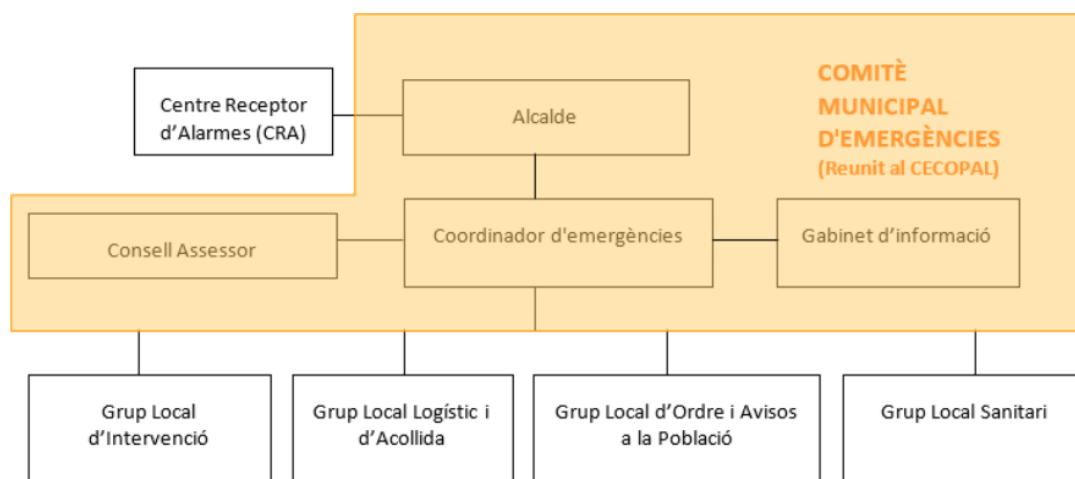 Centre Receptor
d’Alarmes (CRA)
Alcalde
COMITÈ
MUNICIPAL
D'EMERGÈNCIES
(Reunit al CECOPAL)
Consell Assessor
Coordinador d'emergències
Gabinet d’informació
Grup Local
d’Intervenció
Grup Local Logístic i
d’Acollida
Grup Local d’Ordre i Avisos
a la Població
Grup Local Sanitari